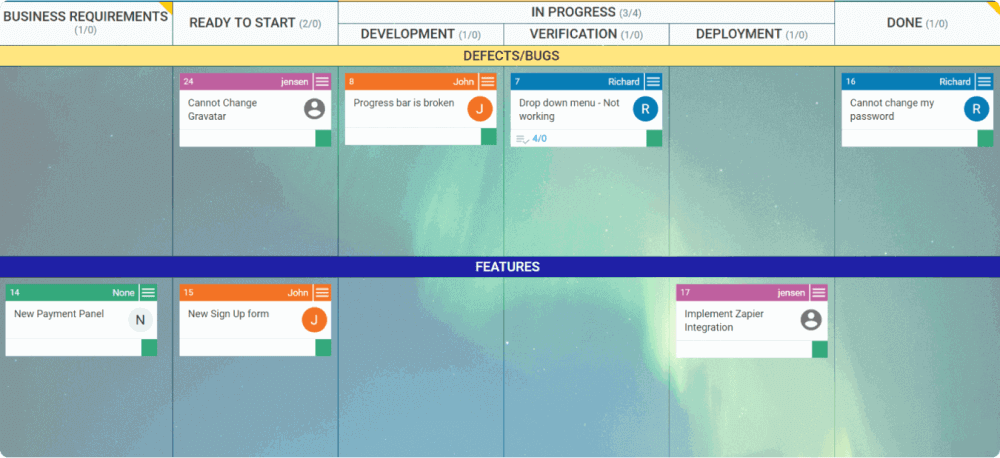 BUSINESS REQUIREMENTS
(1/0)
READY TO START (2/0)
IN PROGRESS (3/4)
DEVELOPMENT (1/0)
VERIFICATION (1/0)
DEPLOYMENT (1/0)
DONE (1/0)
DEFECTS/BUGS
24 jensen
Cannot Change
Gravatar
8 John
Progress bar is broken
J
7 Richard
Drop down menu - Not
working
R
4/0
16 Richard
Cannot change my
password
R
FEATURES
14 None
New Payment Panel
N
15 John
New Sign Up form
J
17 jensen
Implement Zapier
Integration